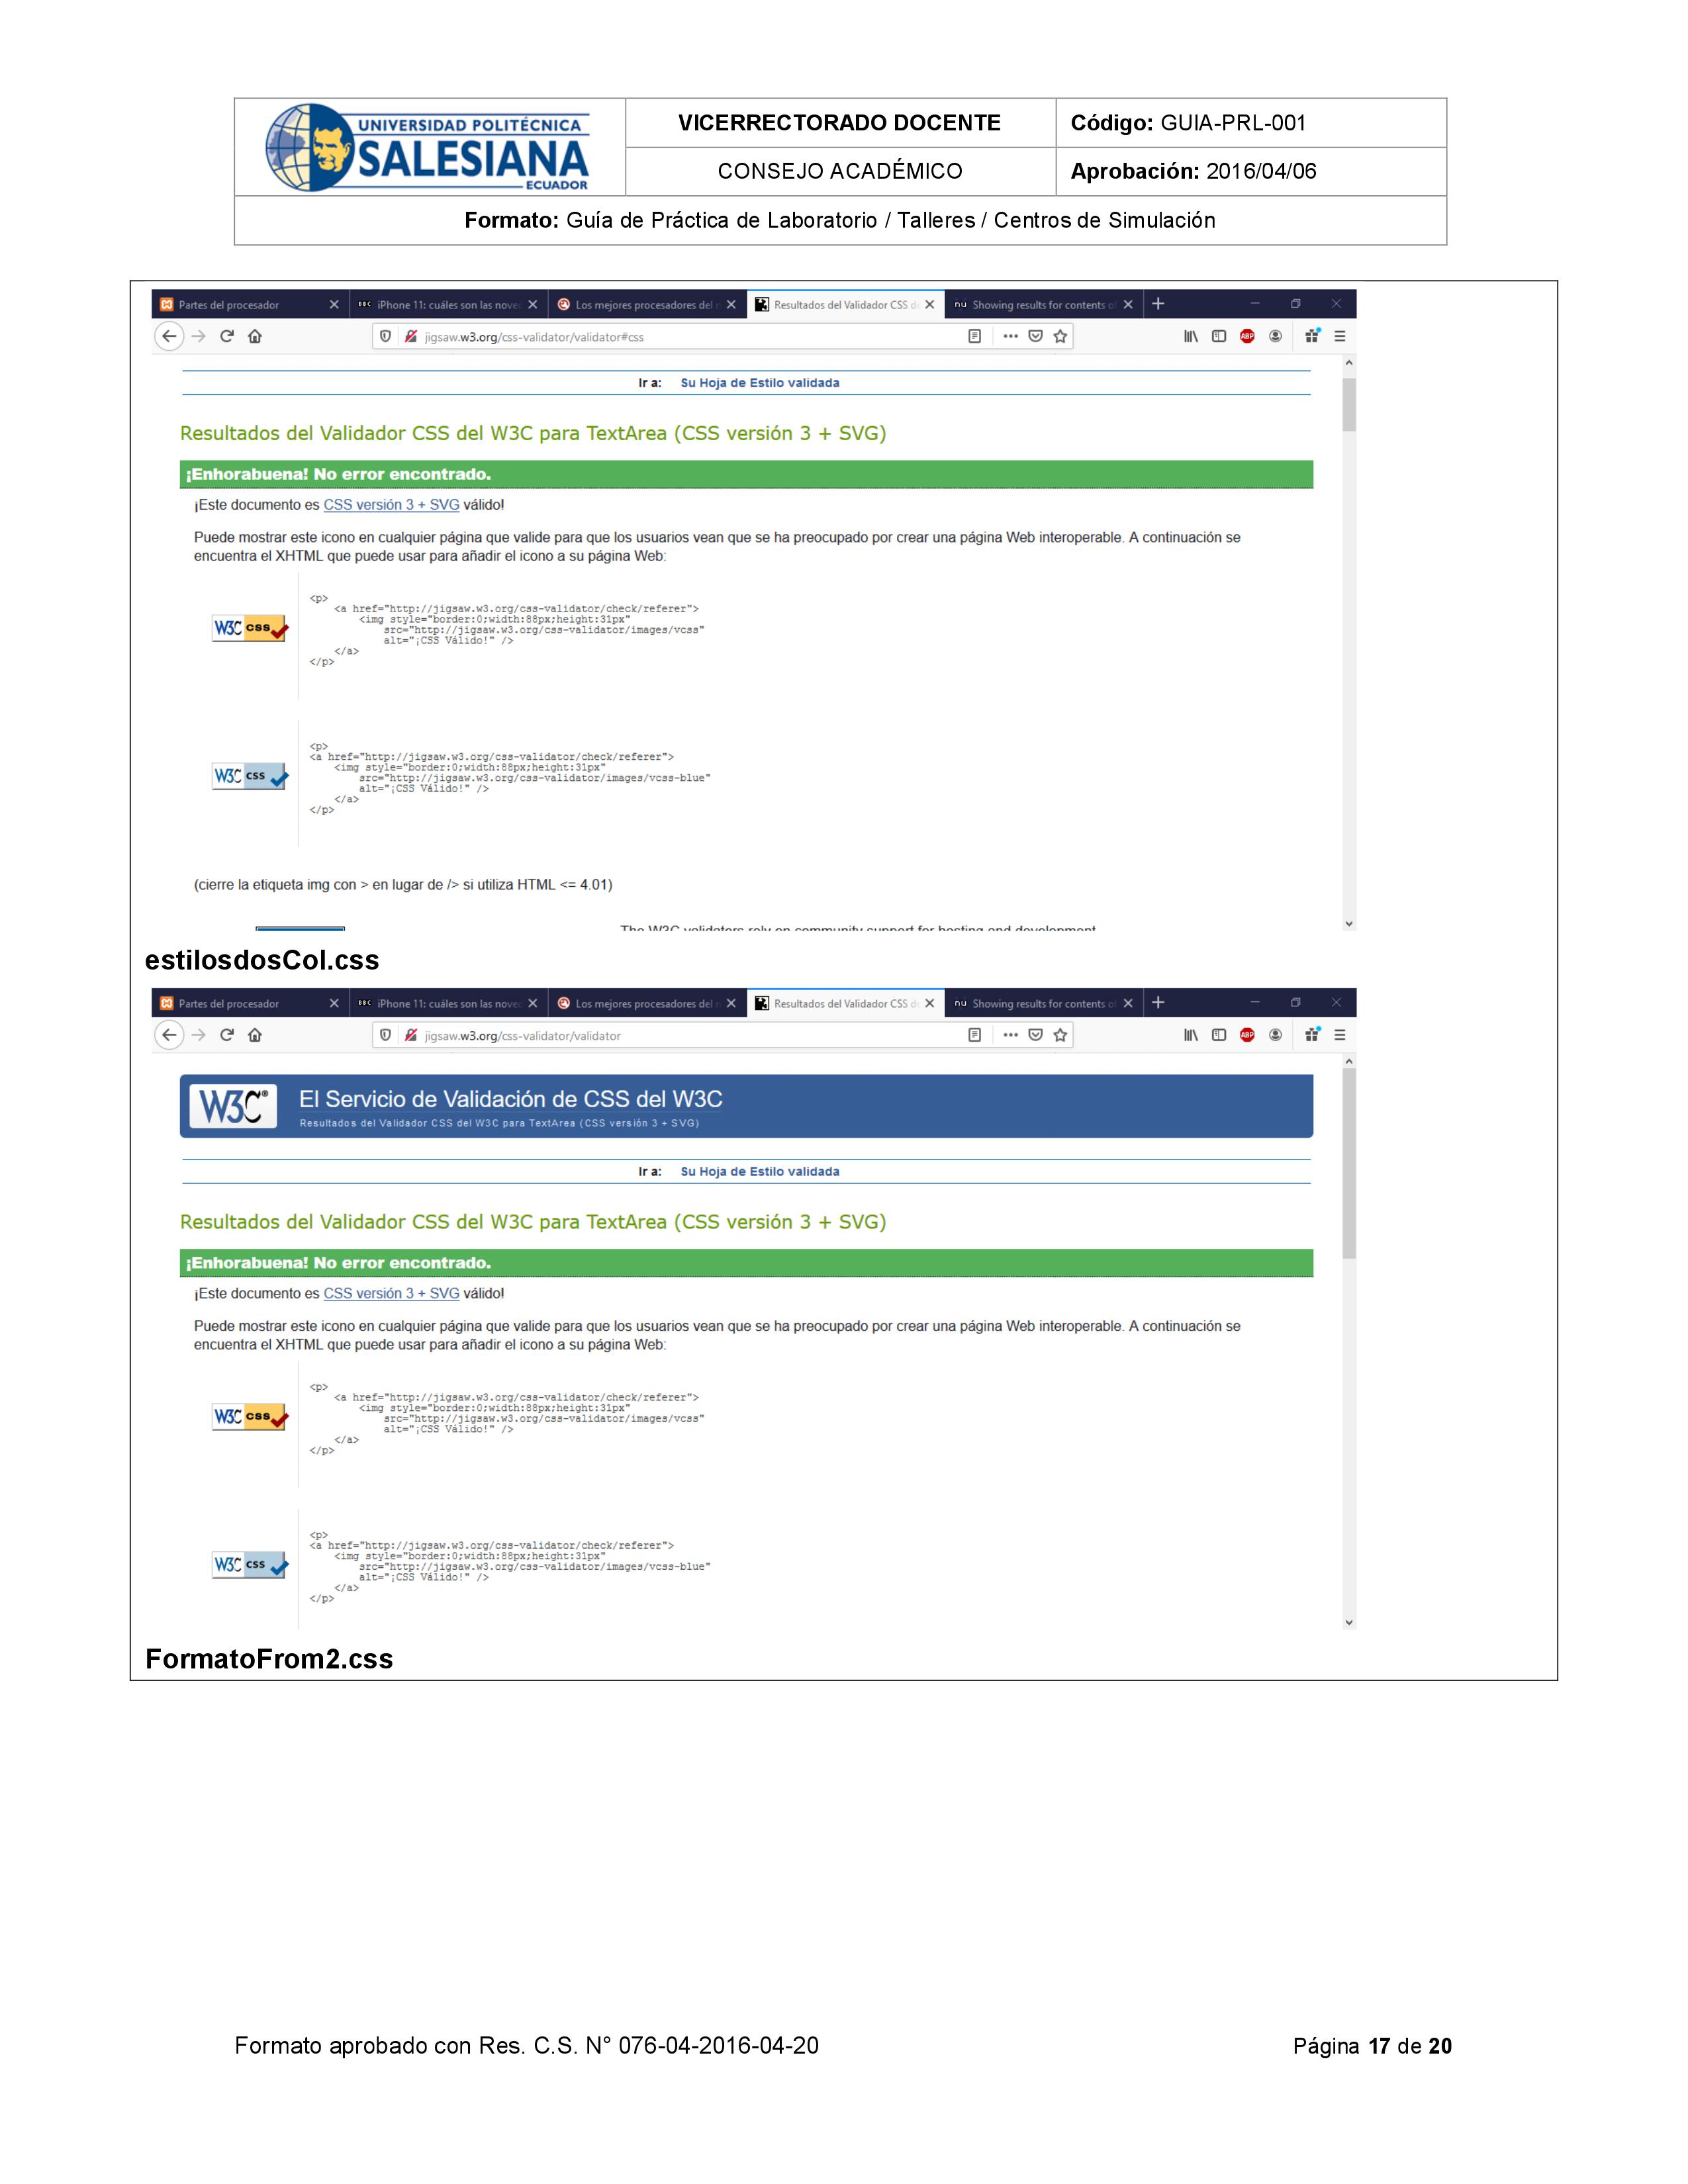 UNIVERSIDAD POLITÉCNICA
SALESIANA
ECUADOR
VICERRECTORADO DOCENTE
Código: GUIA-PRL-001
CONSEJO ACADÉMICO
Aprobación: 2016/04/06
Formato: Guía de Práctica de Laboratorio / Talleres / Centros de Simulación
Partes del procesador
BBC iPhone 11: cuáles son las nove
Los mejores procesadores del
Resultados del Validador CSS d
nu Showing results for contents of
jigsaw.w3.org/css-validator/validator#css
ABP
Ir a: Su Hoja de Estilo validada
Resultados del Validador CSS del W3C para TextArea (CSS versión 3 + SVG)
¡Enhorabuena! No error encontrado.
¡Este documento es CSS versión 3 + SVG válido!
Puede mostrar este icono en cualquier página que valide para que los usuarios vean que se ha preocupado por crear una página Web interoperable. A continuación se
encuentra el XHTML que puede usar para añadir el icono a su página Web:
W3C css
<p>
<a href="http://jigsaw.w3.org/css-validator/check/referer">
<img style="border:0;width:88px;height:31px"
src="http://jigsaw.w3.org/css-validator/images/vcss"
alt="¡CSS Válido!" />
</a>
</p>
W3C css
<p>
<a href="http://jigsaw.w3.org/css-validator/check/referer">
<img style="border:0;width:88px;height:31px"
src="http://jigsaw.w3.org/css-validator/images/vcss-blue"
alt="¡CSS Válido!" />
</a>
</p>
(cierre la etiqueta img con > en lugar de /> si utiliza HTML <= 4.01)
The W3C validators rely on community support for hosting and development
estilosdosCol.css
Partes del procesador
BBC iPhone 11: cuáles son las nove
Los mejores procesadores del
Resultados del Validador CSS d
nu Showing results for contents of
jigsaw.w3.org/css-validator/validator
ABP
W3C®
El Servicio de Validación de CSS del W3C
Resultados del Validador CSS del W3C para TextArea (CSS versión 3 + SVG)
Ir a: Su Hoja de Estilo validada
Resultados del Validador CSS del W3C para TextArea (CSS versión 3 + SVG)
¡Enhorabuena! No error encontrado.
¡Este documento es CSS versión 3 + SVG válido!
Puede mostrar este icono en cualquier página que valide para que los usuarios vean que se ha preocupado por crear una página Web interoperable. A continuación se
encuentra el XHTML que puede usar para añadir el icono a su página Web:
W3C css
<p>
<a href="http://jigsaw.w3.org/css-validator/check/referer">
<img style="border:0;width:88px;height:31px"
src="http://jigsaw.w3.org/css-validator/images/vcss"
alt="¡CSS Válido!" />
</a>
</p>
W3C css
<p>
<a href="http://jigsaw.w3.org/css-validator/check/referer">
<img style="border:0;width:88px;height:31px"
src="http://jigsaw.w3.org/css-validator/images/vcss-blue"
alt="¡CSS Válido!" />
</a>
</p>
FormatoFrom2.css
Formato aprobado con Res. C.S. N° 076-04-2016-04-20
Página 17 de 20